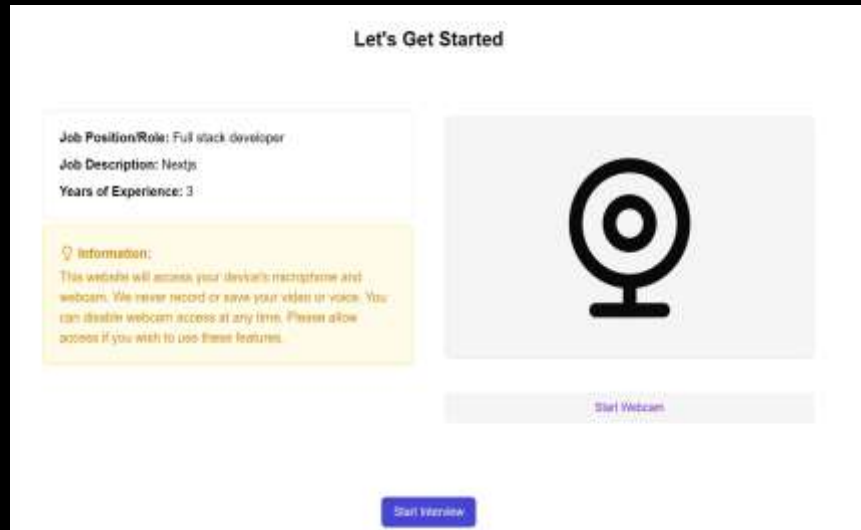 Let's Get Started
Job Position/Role: Full stack developer
Job Description: Nextjs
Years of Experience: 3
Information:
This website will access your device's microphone and
webcam. We never record or save your video or voice. You
can disable webcam access at any time. Please allow
access if you wish to use these features.
Start Webcam
Start Interview